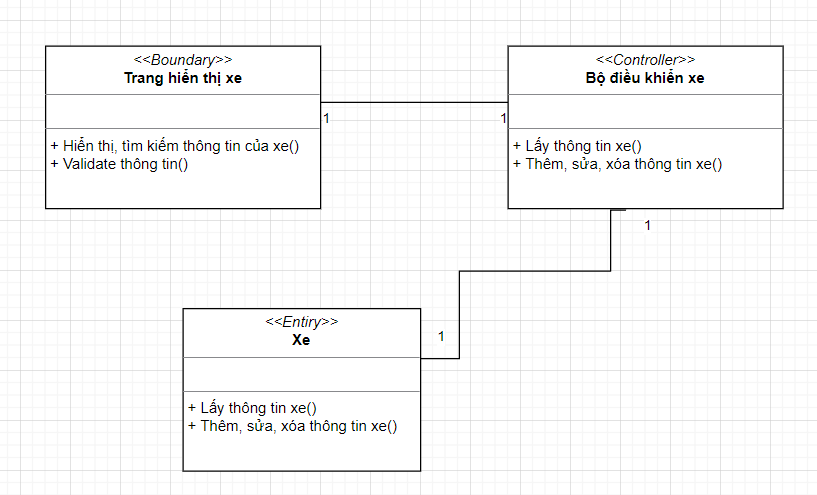 <<Boundary>>
Trang hiển thị xe
+ Hiển thị, tìm kiếm thông tin của xe()
+ Validate thông tin()
1
1
<<Controller>>
Bộ điều khiển xe
+ Lấy thông tin xe()
+ Thêm, sửa, xóa thông tin xe()
1
1
<<Entiry>>
Xe
+ Lấy thông tin xe()
+ Thêm, sửa, xóa thông tin xe()